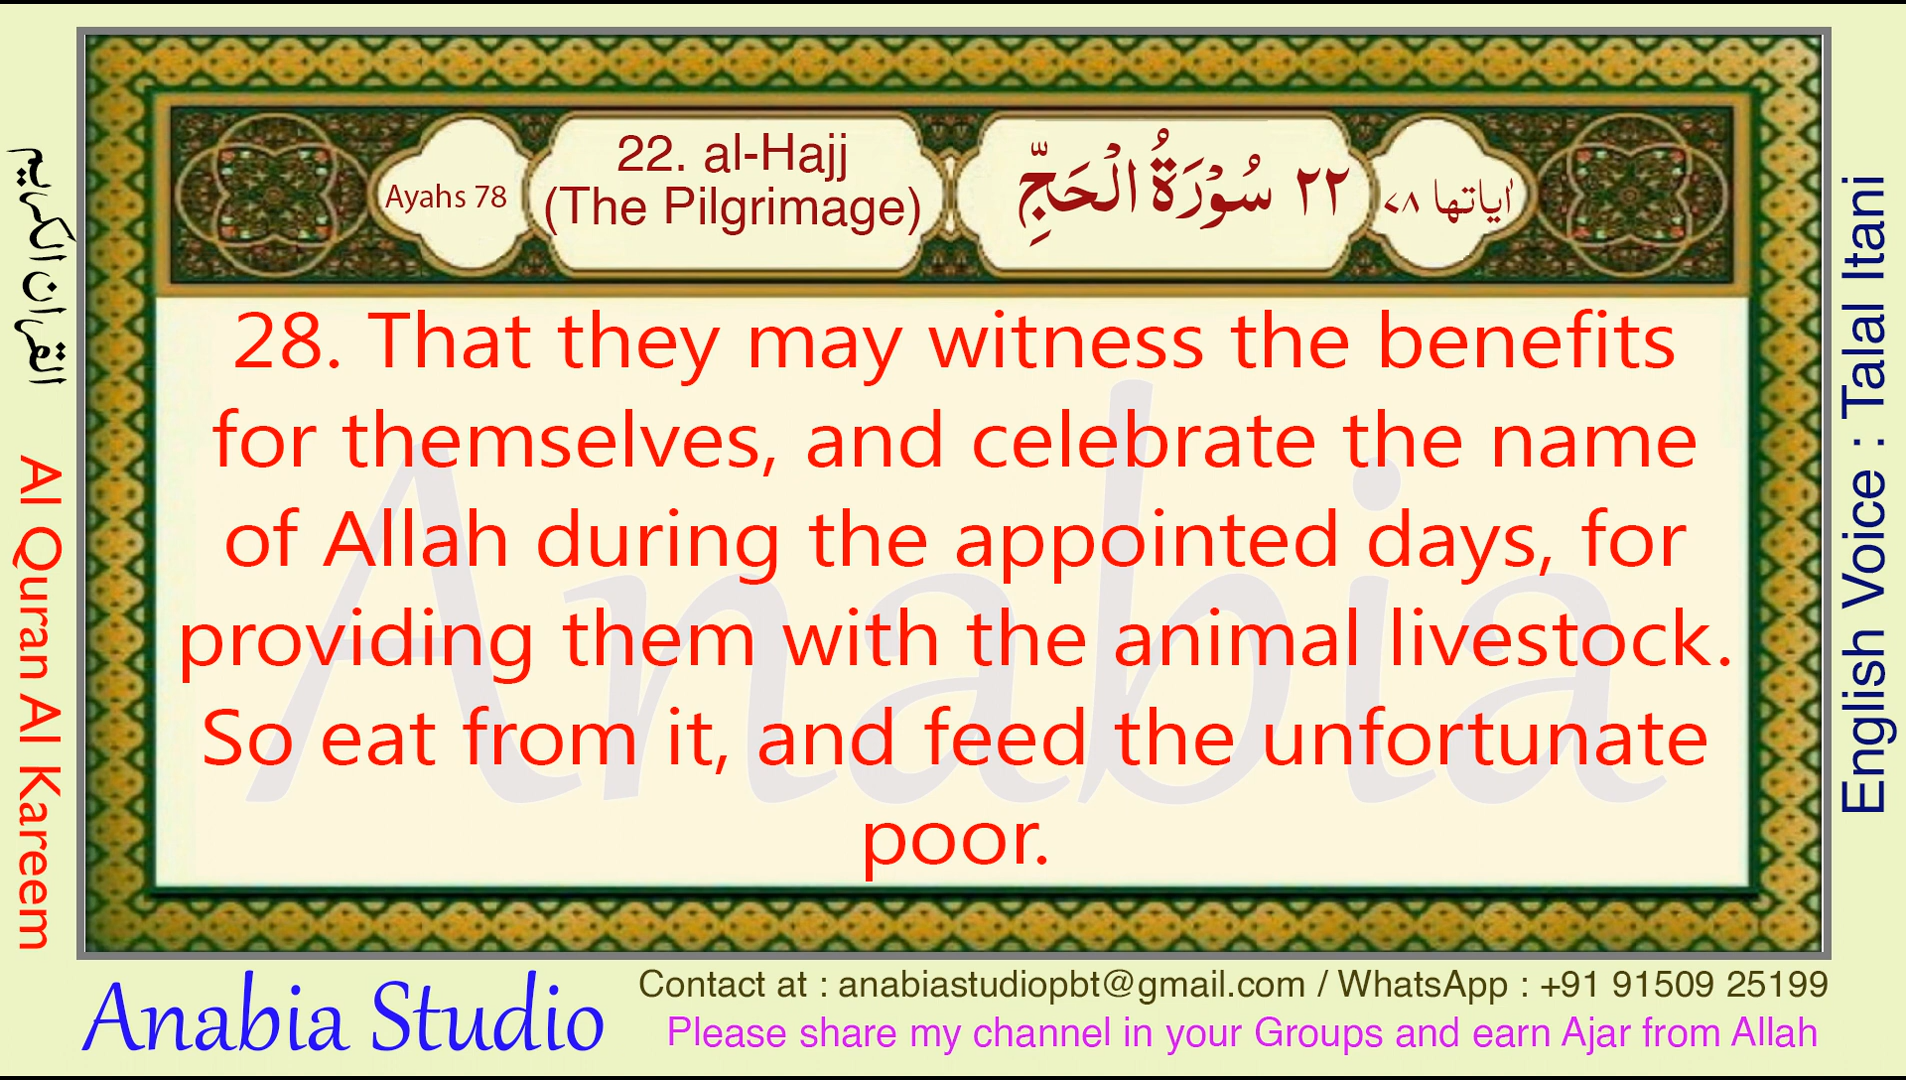 Ayahs 78
22. al-Hajj
(The Pilgrimage)
٢٢ سُوْرَةُ الْحَجِّ
اٰیاتها ٧٨
28. That they may witness the benefits
for themselves, and celebrate the name
of Allah during the appointed days, for
providing them with the animal livestock.
So eat from it, and feed the unfortunate
poor.
القران الكريم
Al Quran Al Kareem
English Voice : Talal Itani
Anabia
Anabia Studio
Contact at : anabiastudiopbt@gmail.com / WhatsApp : +91 91509 25199
Please share my channel in your Groups and earn Ajar from Allah